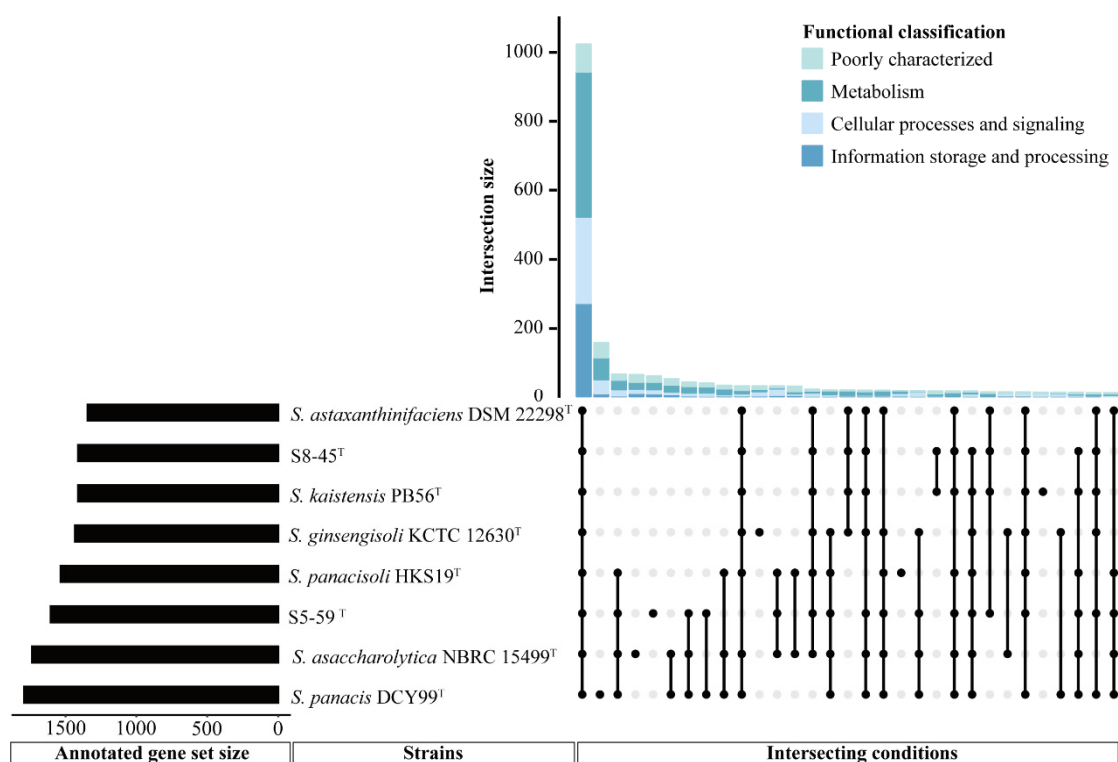 Functional classification
Poorly characterized
Metabolism
Cellular processes and signaling
Information storage and processing
Intersection size
1000
800
600
400
200
0
S. astaxanthinifaciens DSM 22298ᵀ
S8-45ᵀ
S. kaistensis PB56ᵀ
S. ginsengisoli KCTC 12630ᵀ
S. panacisoli HKS19ᵀ
S5-59 ᵀ
S. asaccharolytica NBRC 15499ᵀ
S. panacis DCY99ᵀ
1500 1000 500 0
Annotated gene set size Strains Intersecting conditions